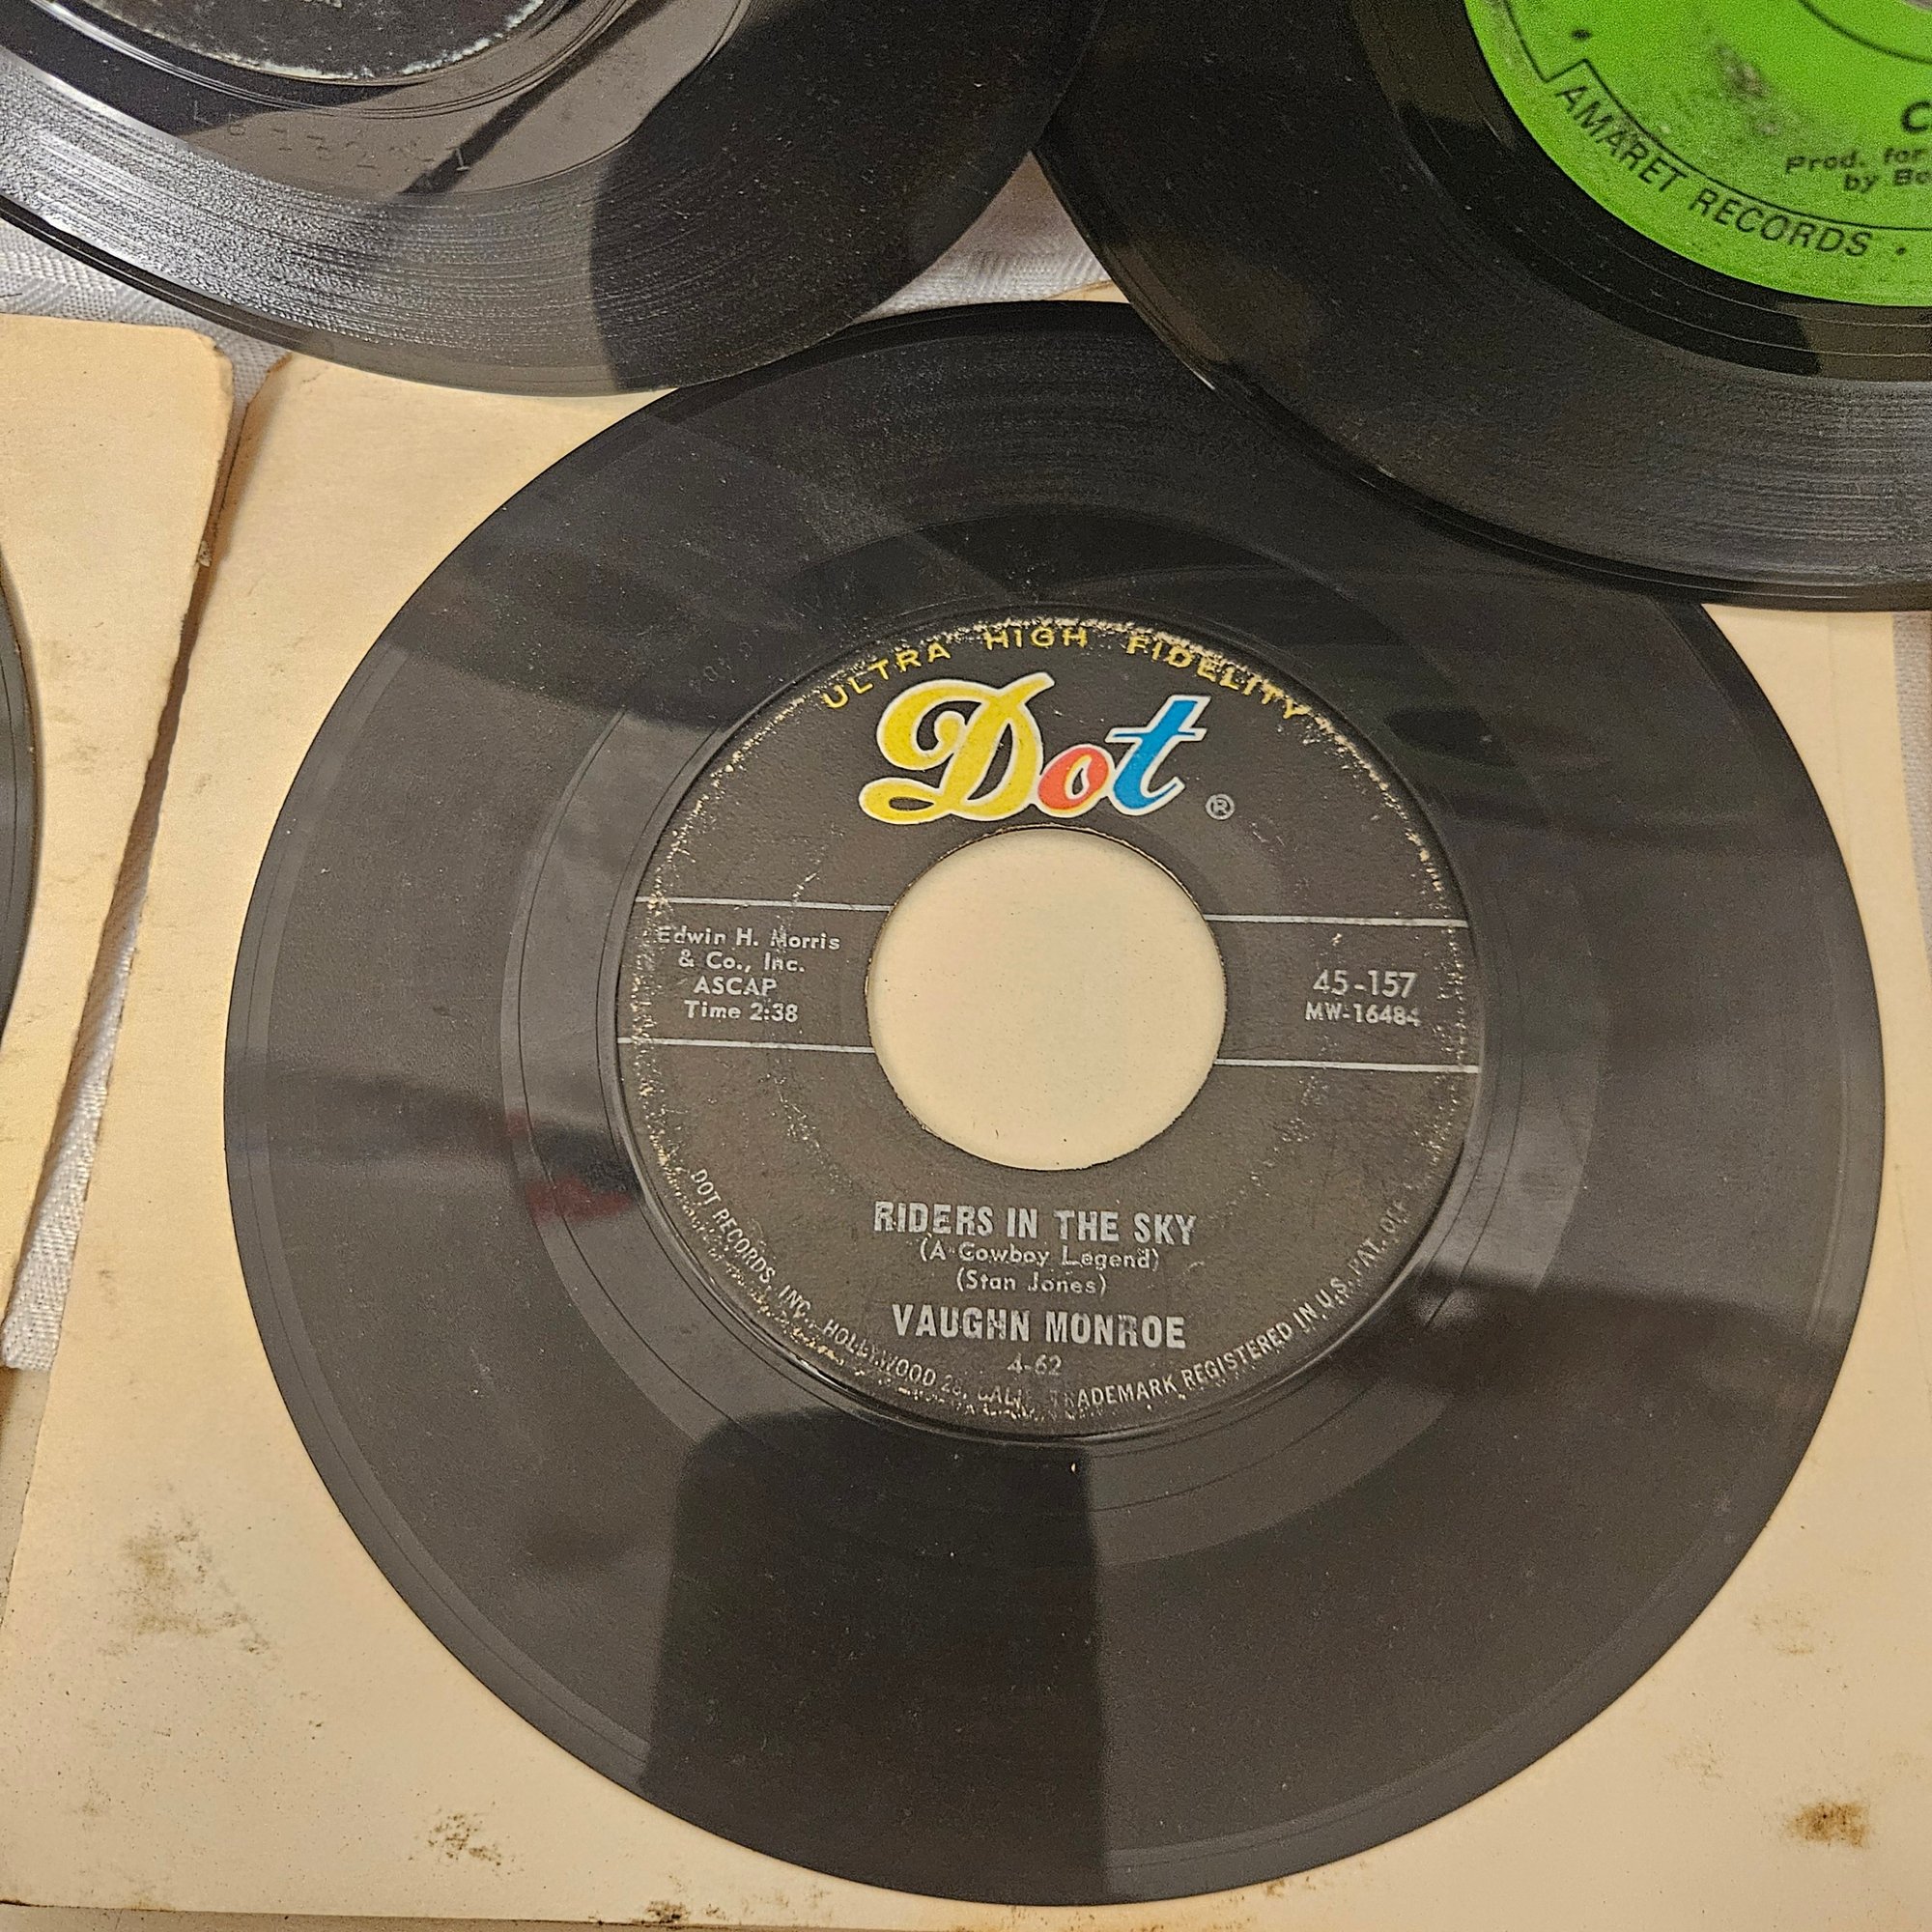 AMARET RECORDS
Prod. for
by
ULTRA HIGH FIDELITY
Dot ®
Edwin H. Morris
& Co., Inc.
ASCAP
Time 2:38
45-157
MW-16484
RIDERS IN THE SKY
(A Cowboy Legend)
(Stan Jones)
VAUGHN MONROE
4-62
DOT RECORDS, INC.—HOLLYWOOD 28, CALIF. TRADEMARK REGISTERED IN U.S. PAT. OFF.